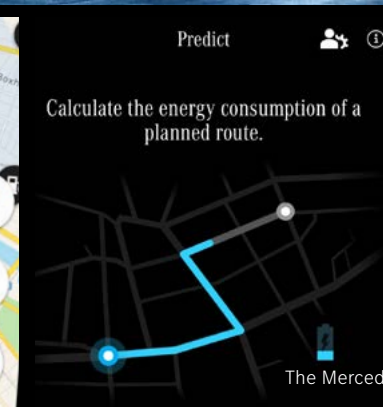 Predict
Calculate the energy consumption of a
planned route.
The Merced